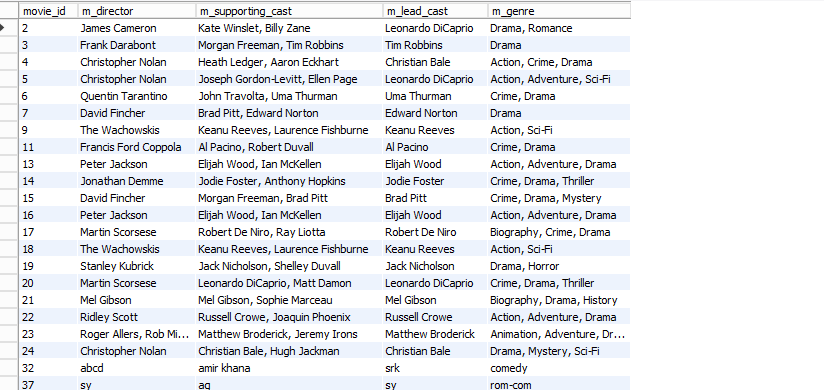 movie_id m_director m_supporting_cast m_lead_cast m_genre
2 James Cameron Kate Winslet, Billy Zane Leonardo DiCaprio Drama, Romance
3 Frank Darabont Morgan Freeman, Tim Robbins Tim Robbins Drama
4 Christopher Nolan Heath Ledger, Aaron Eckhart Christian Bale Action, Crime, Drama
5 Christopher Nolan Joseph Gordon-Levitt, Ellen Page Leonardo DiCaprio Action, Adventure, Sci-Fi
6 Quentin Tarantino John Travolta, Uma Thurman Uma Thurman Crime, Drama
7 David Fincher Brad Pitt, Edward Norton Edward Norton Drama
9 The Wachowskis Keanu Reeves, Laurence Fishburne Keanu Reeves Action, Sci-Fi
11 Francis Ford Coppola Al Pacino, Robert Duvall Al Pacino Crime, Drama
13 Peter Jackson Elijah Wood, Ian McKellen Elijah Wood Action, Adventure, Drama
14 Jonathan Demme Jodie Foster, Anthony Hopkins Jodie Foster Crime, Drama, Thriller
15 David Fincher Morgan Freeman, Brad Pitt Brad Pitt Crime, Drama, Mystery
16 Peter Jackson Elijah Wood, Ian McKellen Elijah Wood Action, Adventure, Drama
17 Martin Scorsese Robert De Niro, Ray Liotta Robert De Niro Biography, Crime, Drama
18 The Wachowskis Keanu Reeves, Laurence Fishburne Keanu Reeves Action, Sci-Fi
19 Stanley Kubrick Jack Nicholson, Shelley Duvall Jack Nicholson Drama, Horror
20 Martin Scorsese Leonardo DiCaprio, Matt Damon Leonardo DiCaprio Crime, Drama, Thriller
21 Mel Gibson Mel Gibson, Sophie Marceau Mel Gibson Biography, Drama, History
22 Ridley Scott Russell Crowe, Joaquin Phoenix Russell Crowe Action, Adventure, Drama
23 Roger Allers, Rob Mi... Matthew Broderick, Jeremy Irons Matthew Broderick Animation, Adventure, Dr...
24 Christopher Nolan Christian Bale, Hugh Jackman Christian Bale Drama, Mystery, Sci-Fi
32 abcd amir khana srk comedy
37 sy ag sy rom-com